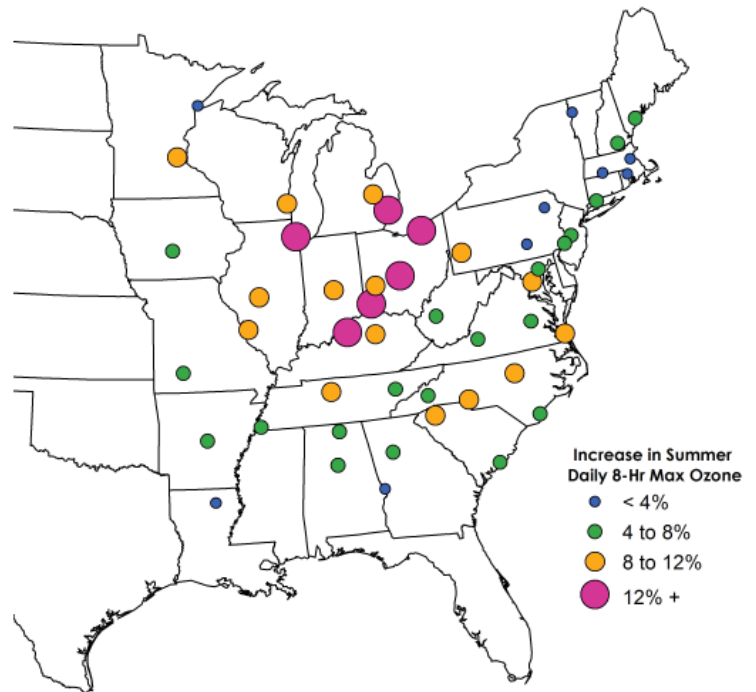 Increase in Summer
Daily 8-Hr Max Ozone
< 4%
4 to 8%
8 to 12%
12% +